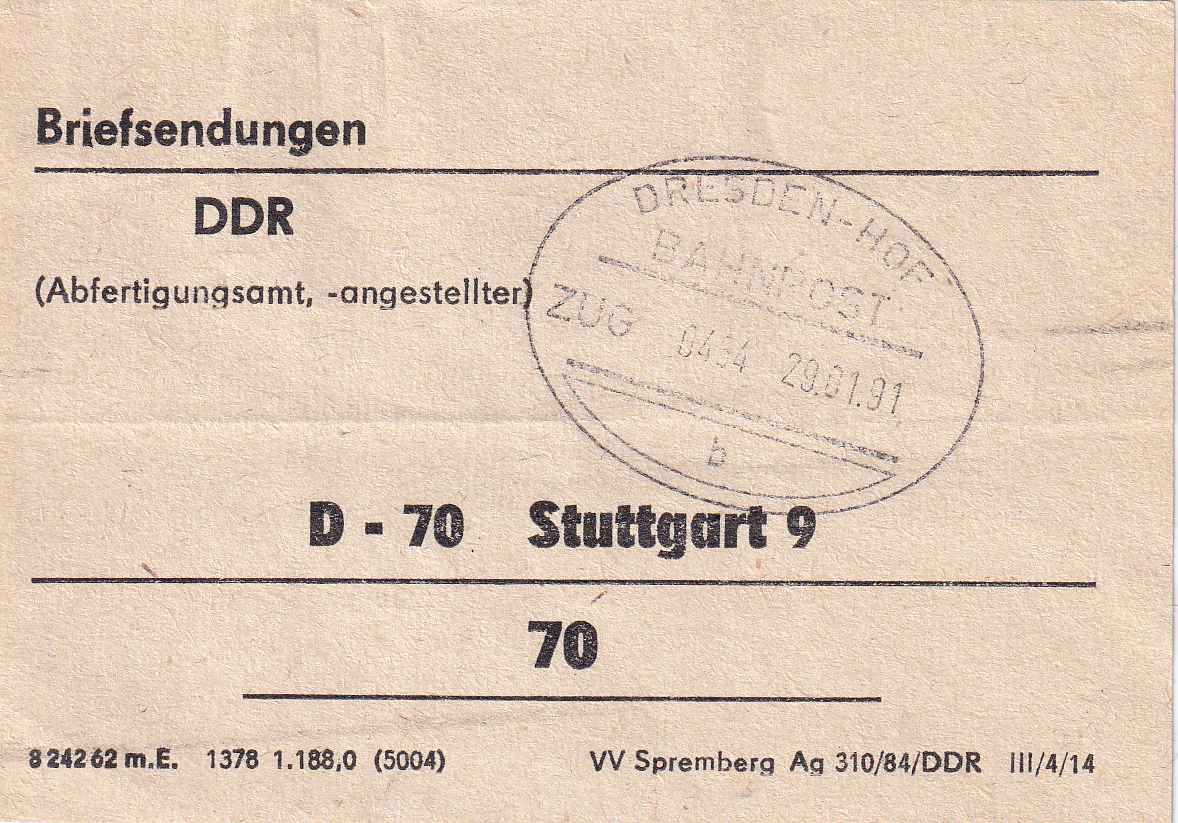 Briefsendungen
DDR
(Abfertigungsamt, -angestellter)
DRESDEN-HOF
BAHNPOST
ZUG 0434 29.01.91
b
D - 70 Stuttgart 9
70
8 242 62 m.E. 1378 1.188,0 (5004) VV Spremberg Ag 310/84/DDR III/4/14